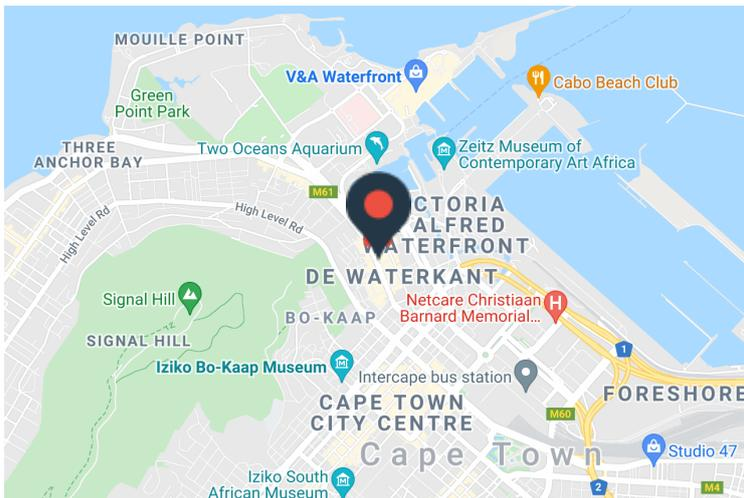 MOUILLE POINT
V&A Waterfront
Cabo Beach Club
Green
Point Park
THREE
ANCHOR BAY
Two Oceans Aquarium
Zeitz Museum of
Contemporary Art Africa
M61
High Level Rd
High Level Rd
CTORIA
ALFRED
WATERFRONT
DE WATERKANT
Signal Hill
Netcare Christiaan
Barnard Memorial...
H
BO-KAAP
SIGNAL HILL
1
Iziko Bo-Kaap Museum
Intercape bus station
FORESHORE
CAPE TOWN
CITY CENTRE
M60
Cape Town
Studio 47
Iziko South
African Museum
2
M4